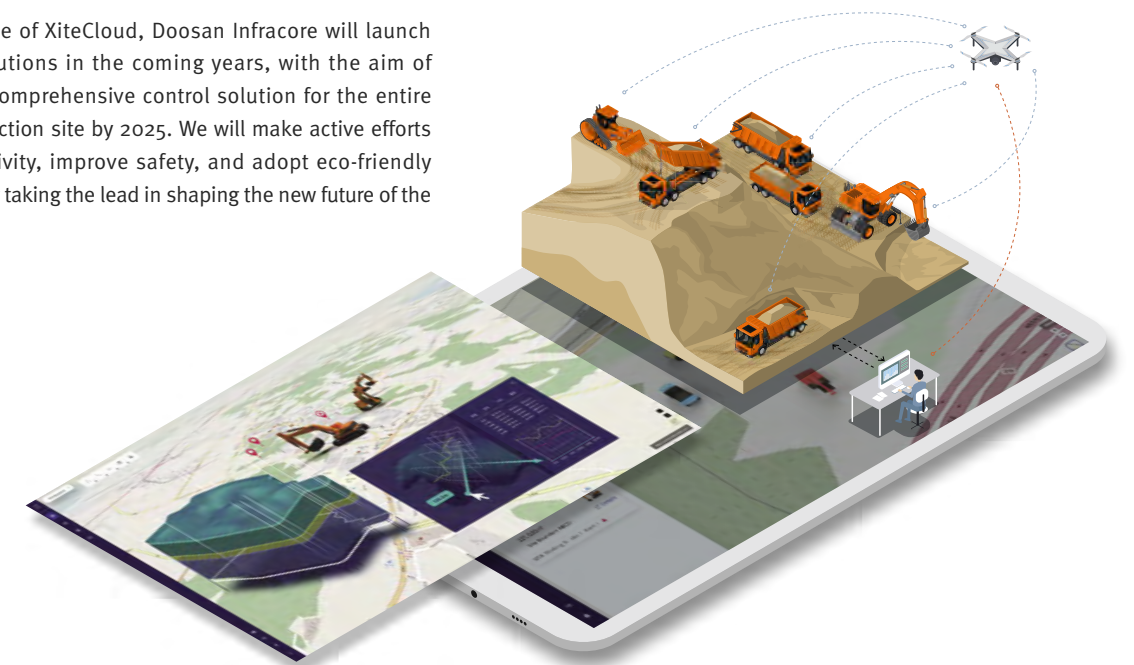 e of XiteCloud, Doosan Infracore will launch
utions in the coming years, with the aim of
omprehensive control solution for the entire
ction site by 2025. We will make active efforts
ivity, improve safety, and adopt eco-friendly
taking the lead in shaping the new future of the